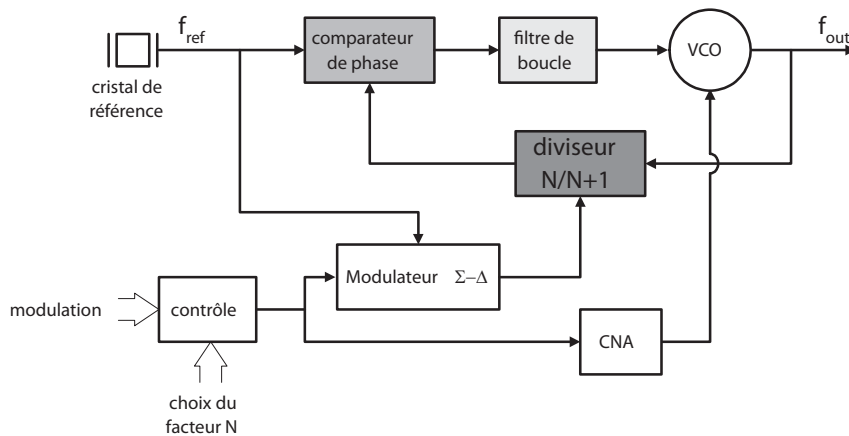 f_ref
cristal de
référence
comparateur
de phase
filtre de
boucle
VCO
f_out
diviseur
N/N+1
Modulateur Σ–Δ
modulation
contrôle
CNA
choix du
facteur N